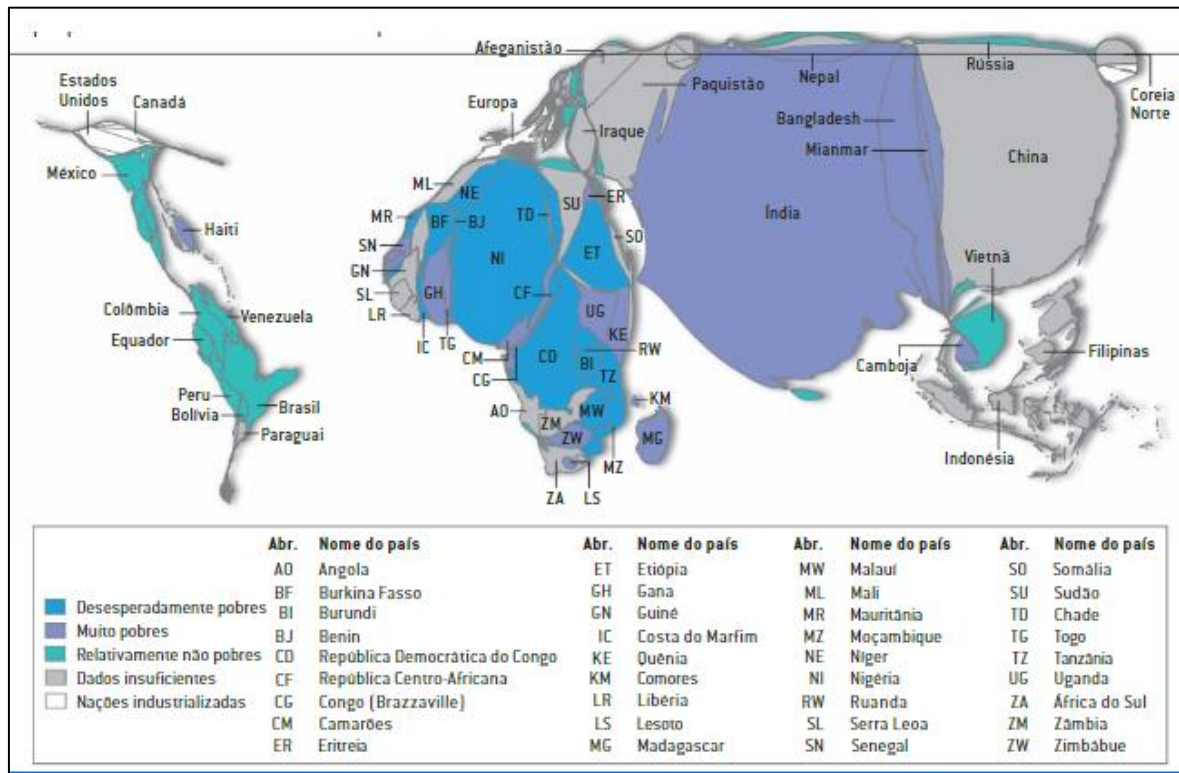 Afeganistão
Estados
Unidos
Canadá
Europa
Paquistão
Nepal
Rússia
Coreia
Norte
Bangladesh
Iraque
Mianmar
China
México
ML
NE
TD
SU
ER
MR
BF
BJ
Haiti
SN
SO
Índia
NI
ET
GN
Vietnã
SL
GH
CF
UG
Colômbia
Venezuela
LR
KE
Equador
IC
TG
CM
CD
BI
RW
Camboja
Filipinas
CG
TZ
Peru
Brasil
AO
MW
KM
Bolívia
ZM
Paraguai
ZW
MG
Indonésia
MZ
ZA
LS
Abr. Nome do país Abr. Nome do país Abr. Nome do país Abr. Nome do país
AO Angola ET Etiópia MW Malauí SO Somália
BF Burkina Fasso GH Gana ML Mali SU Sudão
Desesperadamente pobres BI Burundi GN Guiné MR Mauritânia TD Chade
Muito pobres BJ Benin IC Costa do Marfim MZ Moçambique TG Togo
Relativamente não pobres CD República Democrática do Congo KE Quênia NE Níger TZ Tanzânia
Dados insuficientes CF República Centro-Africana KM Comores NI Nigéria UG Uganda
Nações industrializadas CG Congo (Brazzaville) LR Libéria RW Ruanda ZA África do Sul
CM Camarões LS Lesoto SL Serra Leoa ZM Zâmbia
ER Eritreia MG Madagascar SN Senegal ZW Zimbábue